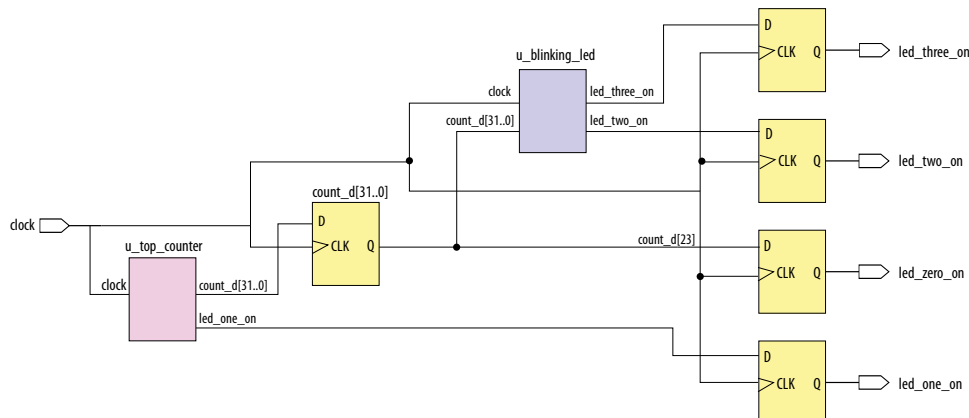 D
CLK Q
led_three_on
u_blinking_led
clock
led_three_on
count_d[31..0]
led_two_on
D
CLK Q
led_two_on
count_d[31..0]
D
CLK Q
clock
u_top_counter
clock
count_d[31..0]
led_one_on
count_d[23]
D
CLK Q
led_zero_on
D
CLK Q
led_one_on